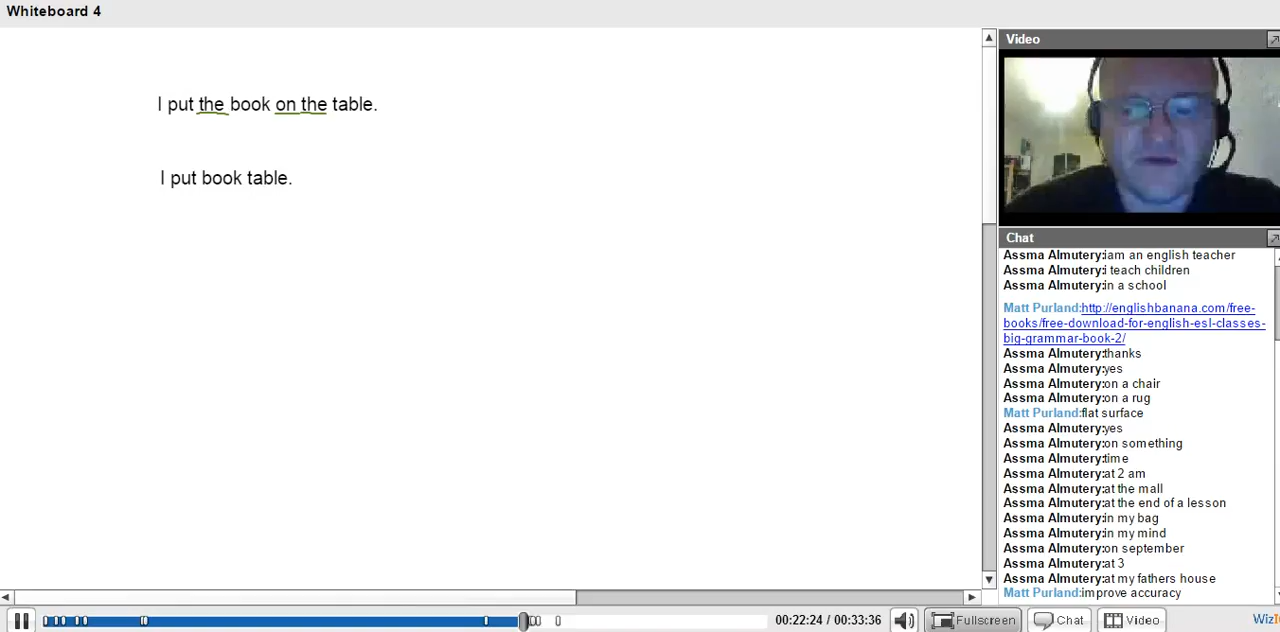 Whiteboard 4
I put the book on the table.
I put book table.
Video
Chat
Assma Almutery:iam an english teacher
Assma Almutery:i teach children
Assma Almutery:in a school
Matt Purland:http://englishbanana.com/free-
books/free-download-for-english-esl-classes-
big-grammar-book-2/
Assma Almutery:thanks
Assma Almutery:yes
Assma Almutery:on a chair
Assma Almutery:on a rug
Matt Purland:flat surface
Assma Almutery:yes
Assma Almutery:on something
Assma Almutery:time
Assma Almutery:at 2 am
Assma Almutery:at the mall
Assma Almutery:at the end of a lesson
Assma Almutery:in my bag
Assma Almutery:in my mind
Assma Almutery:on september
Assma Almutery:at 3
Assma Almutery:at my fathers house
Matt Purland:improve accuracy
00:22:24 / 00:33:36 Fullscreen Chat Video